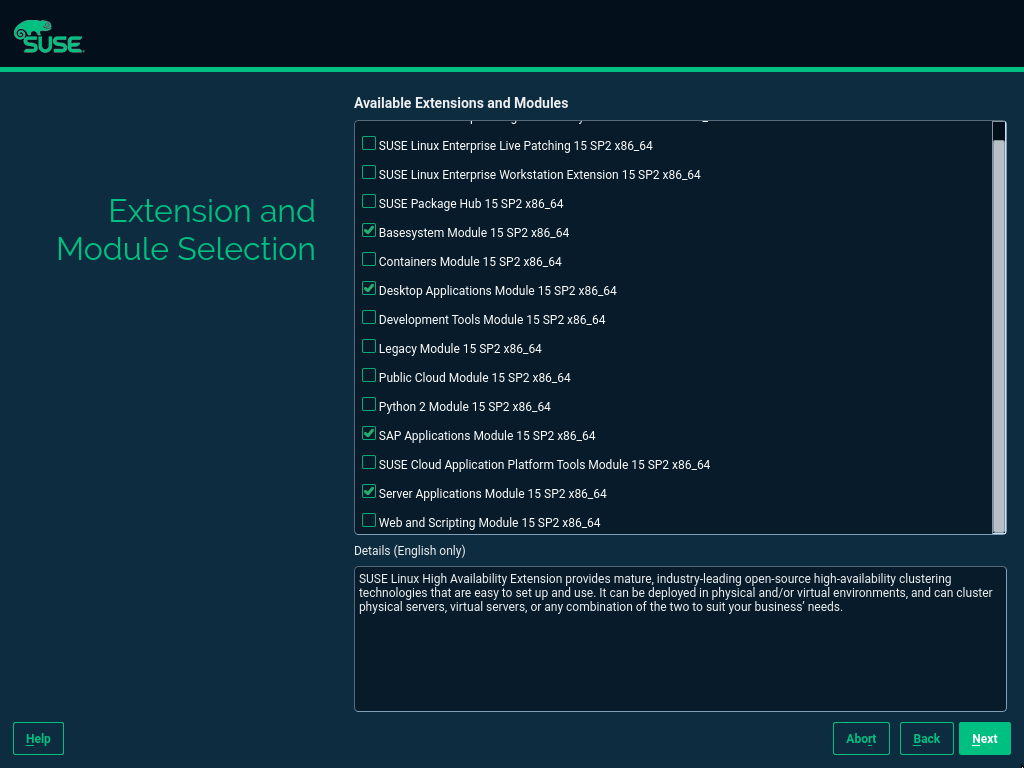 SUSE
Available Extensions and Modules
Extension and
Module Selection
SUSE Linux Enterprise Live Patching 15 SP2 x86_64
SUSE Linux Enterprise Workstation Extension 15 SP2 x86_64
SUSE Package Hub 15 SP2 x86_64
Basesystem Module 15 SP2 x86_64
Containers Module 15 SP2 x86_64
Desktop Applications Module 15 SP2 x86_64
Development Tools Module 15 SP2 x86_64
Legacy Module 15 SP2 x86_64
Public Cloud Module 15 SP2 x86_64
Python 2 Module 15 SP2 x86_64
SAP Applications Module 15 SP2 x86_64
SUSE Cloud Application Platform Tools Module 15 SP2 x86_64
Server Applications Module 15 SP2 x86_64
Web and Scripting Module 15 SP2 x86_64
Details (English only)
SUSE Linux High Availability Extension provides mature, industry-leading open-source high-availability clustering
technologies that are easy to set up and use. It can be deployed in physical and/or virtual environments, and can cluster
physical servers, virtual servers, or any combination of the two to suit your business' needs.
Help
Abort
Back
Next